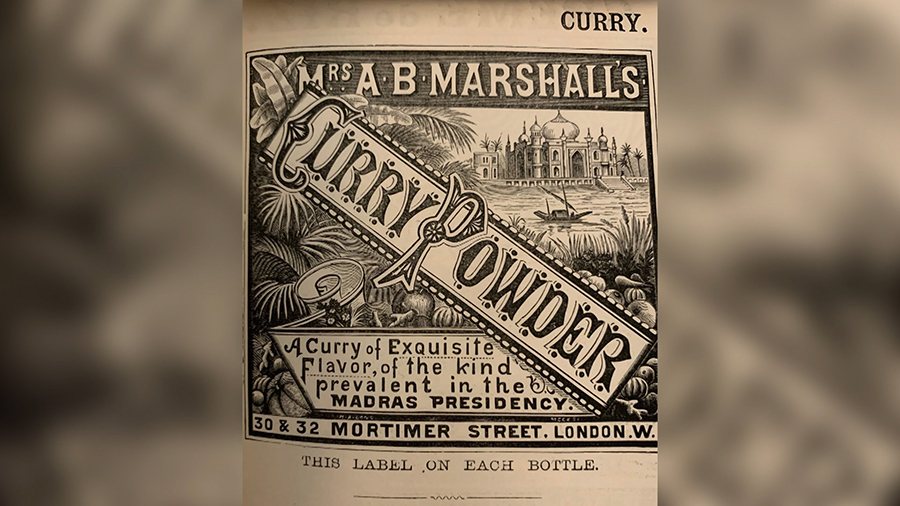 CURRY.
MRS A·B·MARSHALL'S
CURRY POWDER
A Curry of Exquisite
Flavor, of the kind
prevalent in the
MADRAS PRESIDENCY.
30 & 32 MORTIMER STREET. LONDON.W.
THIS LABEL ON EACH BOTTLE.